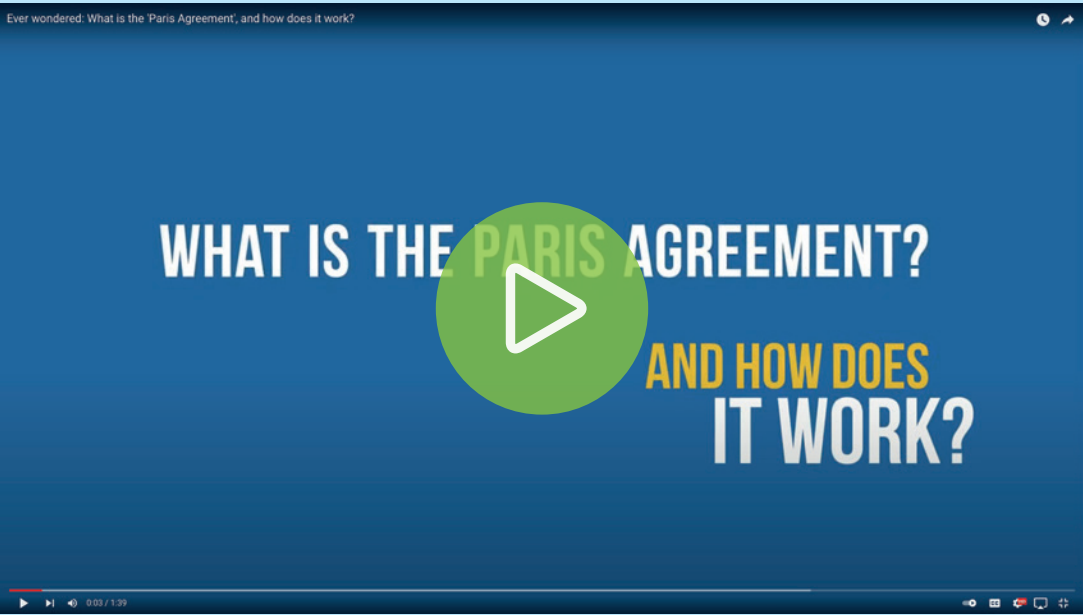 Ever wondered: What is the 'Paris Agreement', and how does it work?
WHAT IS THE PARIS AGREEMENT?
AND HOW DOES
IT WORK?
0:03 / 1:39